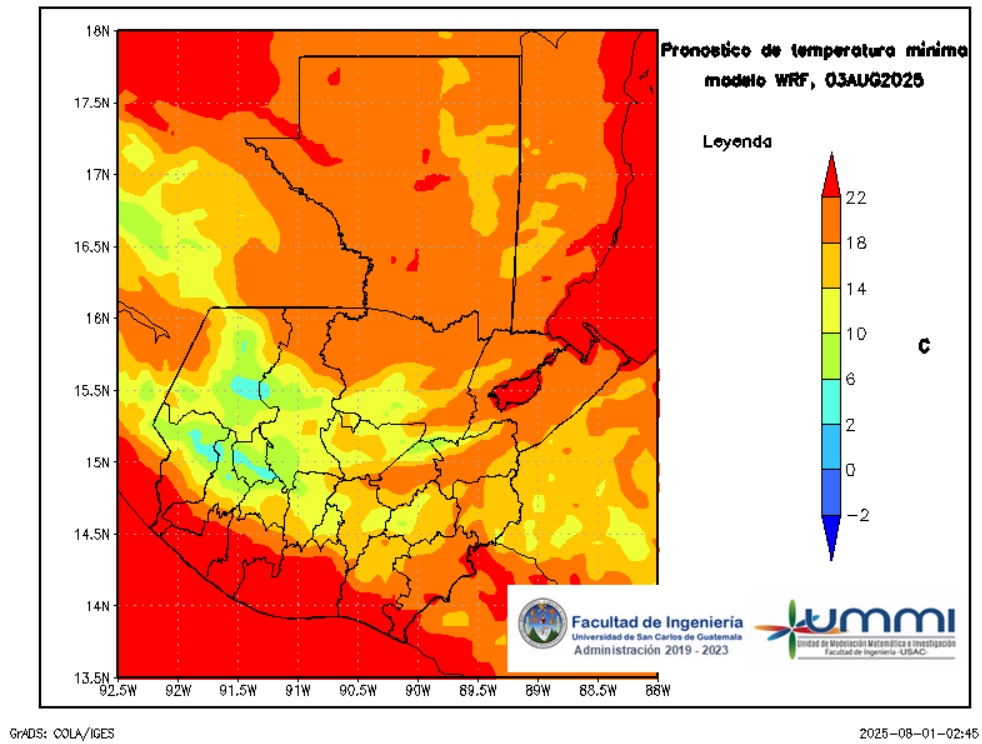 Pronostico de temperatura minima
modelo WRF, 03AUG2025
Leyenda
22
18
14
10
6
2
0
−2
C
18N
17.5N
17N
16.5N
16N
15.5N
15N
14.5N
14N
13.5N
92.5W 92W 91.5W 91W 90.5W 90W 89.5W 89W 88.5W 88W
Facultad de Ingeniería
Universidad de San Carlos de Guatemala
Administración 2019 - 2023
ummi
Unidad de Modelación Matemática e Investigación
Facultad de Ingeniería -USAC-
GrADS: COLA/IGES
2025-08-01-02:45